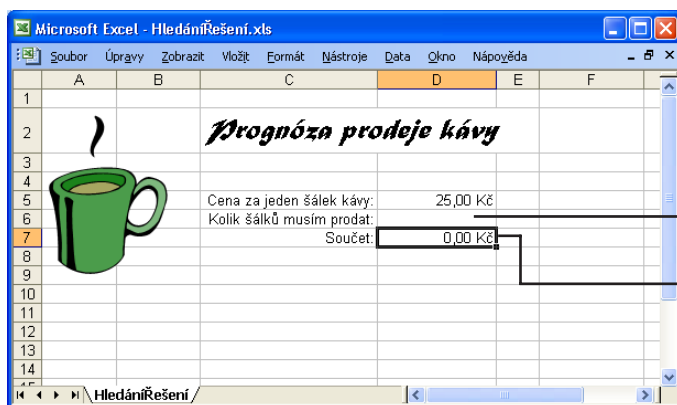 Microsoft Excel - HledáníŘešení.xls
Soubor Úpravy Zobrazit Vložit Formát Nástroje Data Okno Nápověda
A B C D E F
1
2 Prognóza prodeje kávy
3
4
5 Cena za jeden šálek kávy: 25,00 Kč
6 Kolik šálků musím prodat:
7 Součet: 0,00 Kč
8
9
10
11
12
13
14
15
HledáníŘešení